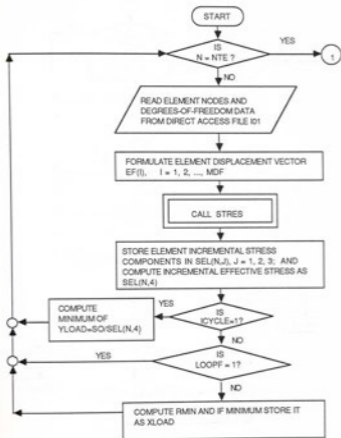 START
IS
N = NTE ?
YES
1
NO
READ ELEMENT NODES AND
DEGREES-OF-FREEDOM DATA
FROM DIRECT ACCESS FILE I01
FORMULATE ELEMENT DISPLACEMENT VECTOR
EF(I), I = 1, 2, ..., MDF
CALL STRES
STORE ELEMENT INCREMENTAL STRESS
COMPONENTS IN SEL(N,J), J = 1, 2, 3; AND
COMPUTE INCREMENTAL EFFECTIVE STRESS AS
SEL(N,4)
COMPUTE
MINIMUM OF
YLOAD=SO/SEL(N,4)
YES
IS
ICYCLE=1?
NO
YES
IS
LOOPF = 1?
NO
COMPUTE RMIN AND IF MINIMUM STORE IT
AS XLOAD